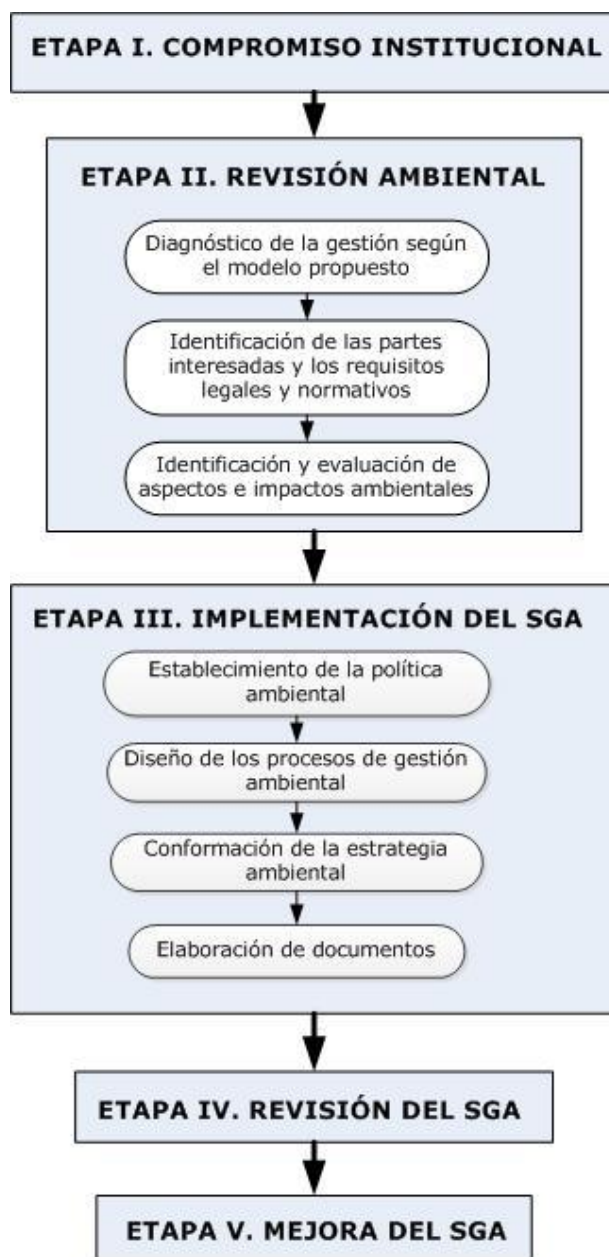 ETAPA I. COMPROMISO INSTITUCIONAL
ETAPA II. REVISIÓN AMBIENTAL
Diagnóstico de la gestión según
el modelo propuesto
Identificación de las partes
interesadas y los requisitos
legales y normativos
Identificación y evaluación de
aspectos e impactos ambientales
ETAPA III. IMPLEMENTACIÓN DEL SGA
Establecimiento de la política
ambiental
Diseño de los procesos de gestión
ambiental
Conformación de la estrategia
ambiental
Elaboración de documentos
ETAPA IV. REVISIÓN DEL SGA
ETAPA V. MEJORA DEL SGA